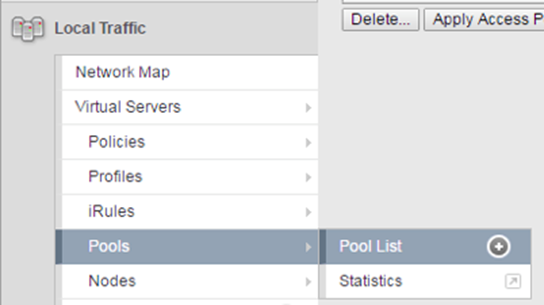 Local Traffic
Delete... Apply Access P
Network Map
Virtual Servers
Policies
Profiles
iRules
Pools
Pool List
Nodes
Statistics